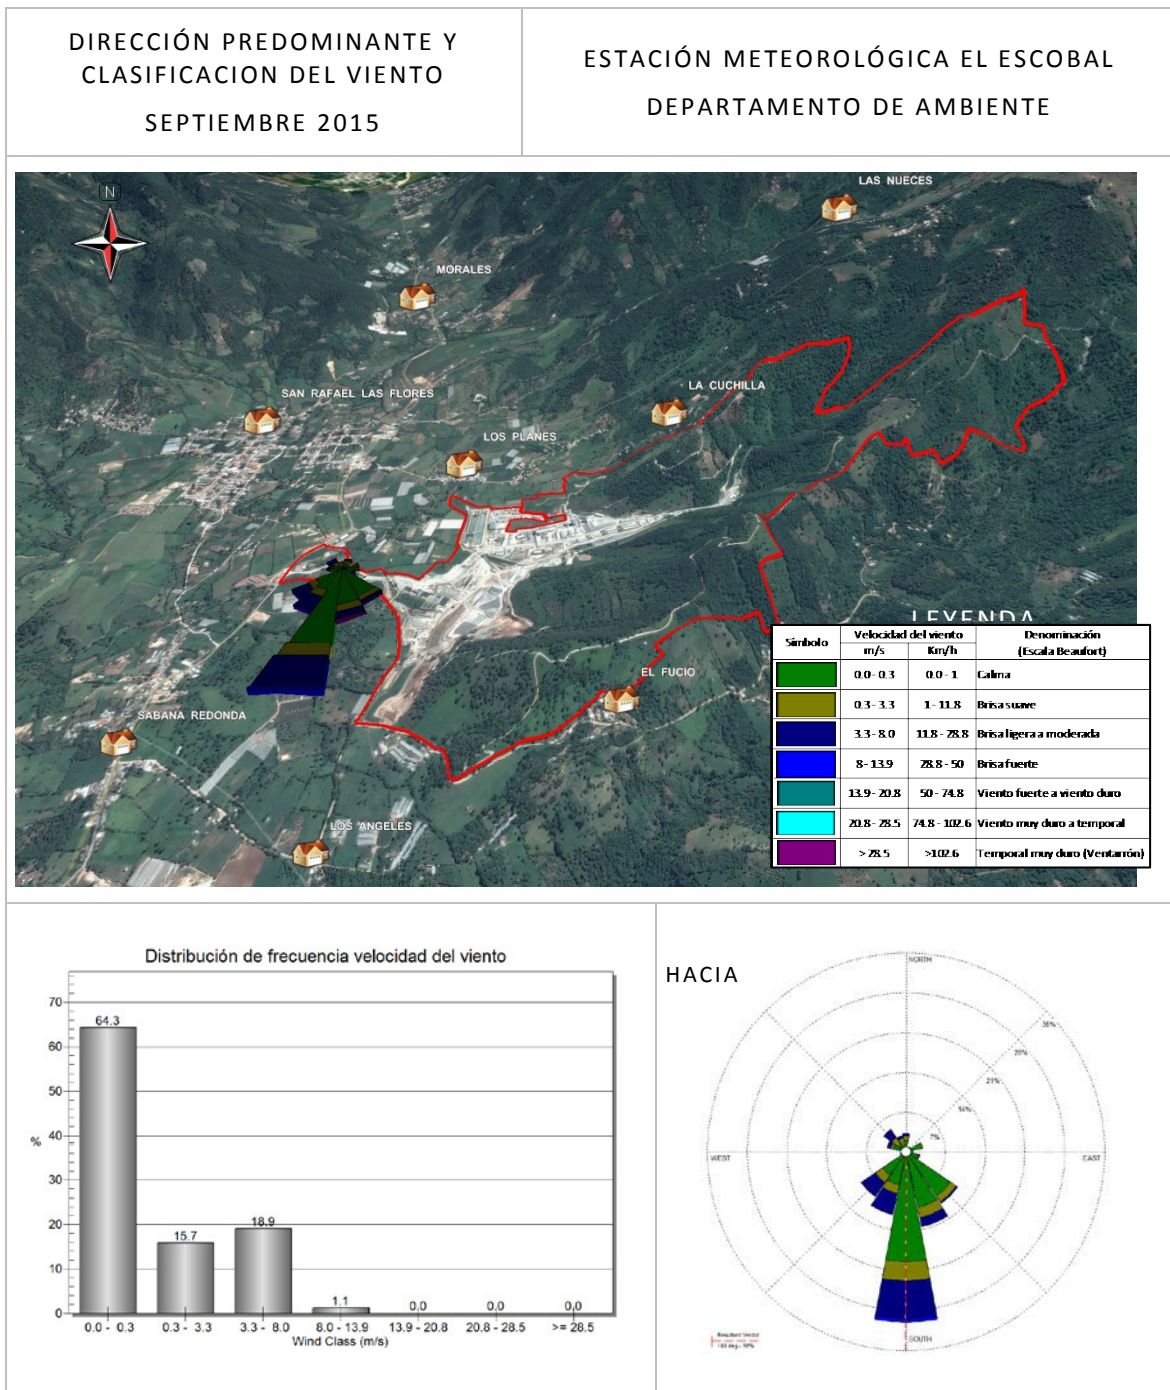 DIRECCIÓN PREDOMINANTE Y
CLASIFICACION DEL VIENTO
SEPTIEMBRE 2015
ESTACIÓN METEOROLÓGICA EL ESCOBAL
DEPARTAMENTO DE AMBIENTE
N
LAS NUECES
MORALES
SAN RAFAEL LAS FLORES
LA CUCHILLA
LOS PLANES
EL FUCIO
SABANA REDONDA
LOS ANGELES
LEYENDA
Símbolo Velocidad del viento Denominación
m/s Km/h (Escala Beaufort)
0.0 - 0.3 0.0 - 1 Calma
0.3 - 3.3 1 - 11.8 Brisa suave
3.3 - 8.0 11.8 - 28.8 Brisa ligera a moderada
8 - 13.9 28.8 - 50 Brisa fuerte
13.9 - 20.8 50 - 74.8 Viento fuerte a viento duro
20.8 - 28.5 74.8 - 102.6 Viento muy duro a temporal
> 28.5 >102.6 Temporal muy duro (Ventarrón)
Distribución de frecuencia velocidad del viento
70
60
50
40
30
20
10
0
%
64.3
15.7
18.9
1.1
0.0
0.0
0.0
0.0 - 0.3 0.3 - 3.3 3.3 - 8.0 8.0 - 13.9 13.9 - 20.8 20.8 - 28.5 >= 28.5
Wind Class (m/s)
HACIA
NORTH
35%
28%
21%
14%
7%
WEST
EAST
SOUTH
Resultant Vector